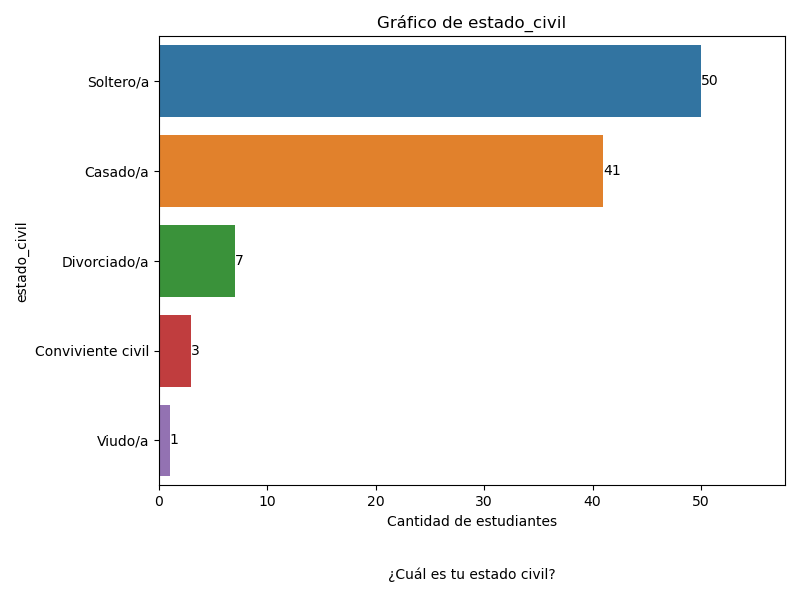 Gráfico de estado_civil
Soltero/a
50
Casado/a
41
estado_civil
Divorciado/a
7
Conviviente civil
3
Viudo/a
1
0 10 20 30 40 50
Cantidad de estudiantes
¿Cuál es tu estado civil?